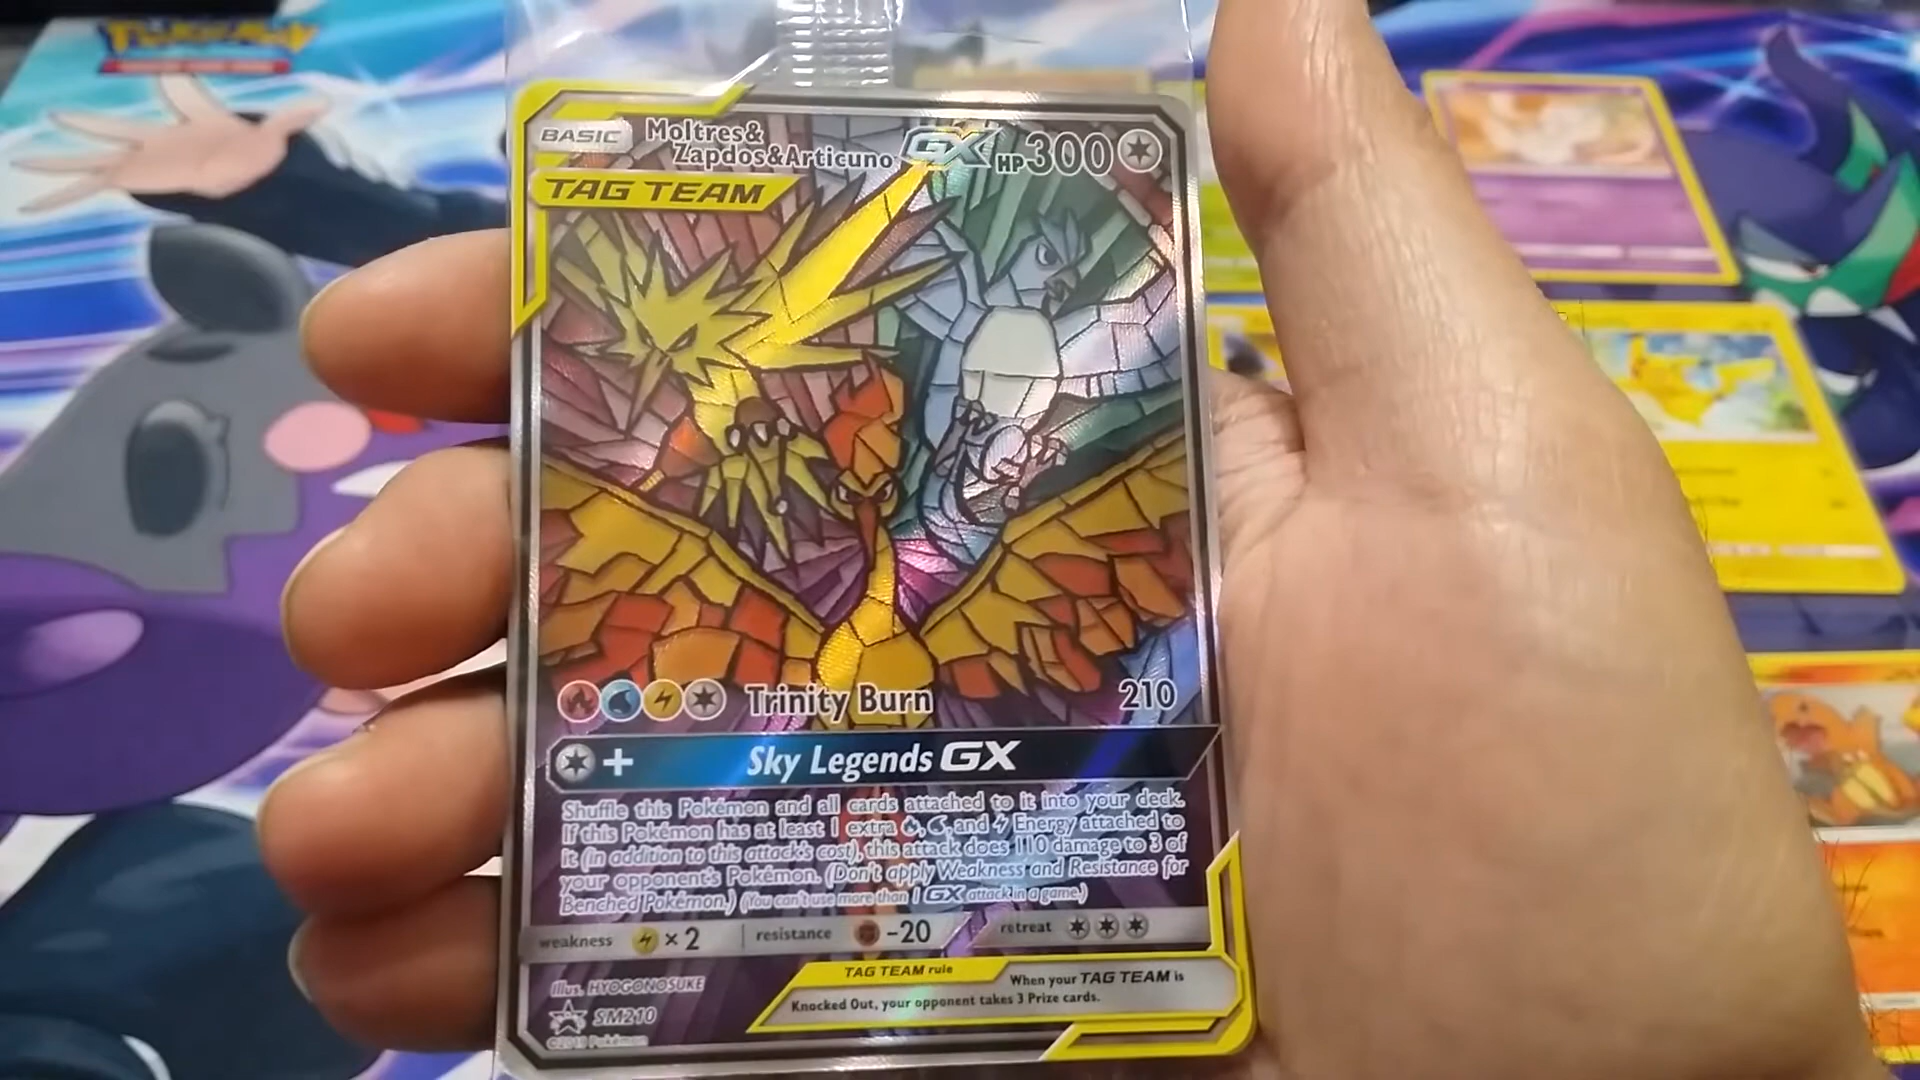 Pokémon
BASIC
Moltres&
Zapdos&Articuno GX HP300
TAG TEAM
Trinity Burn 210
+ Sky Legends GX
Shuffle this Pokémon and all cards attached to it into your deck.
If this Pokémon has at least 1 extra , , and Energy attached to
it (in addition to this attack's cost), this attack does 110 damage to 3 of
your opponent's Pokémon. (Don't apply Weakness and Resistance for
Benched Pokémon.) (You can't use more than 1 GX attack in a game.)
weakness ×2 resistance -20 retreat
TAG TEAM rule
When your TAG TEAM is
Knocked Out, your opponent takes 3 Prize cards.
Illus. HYOGONOSUKE
SM210
©2019 Pokémon